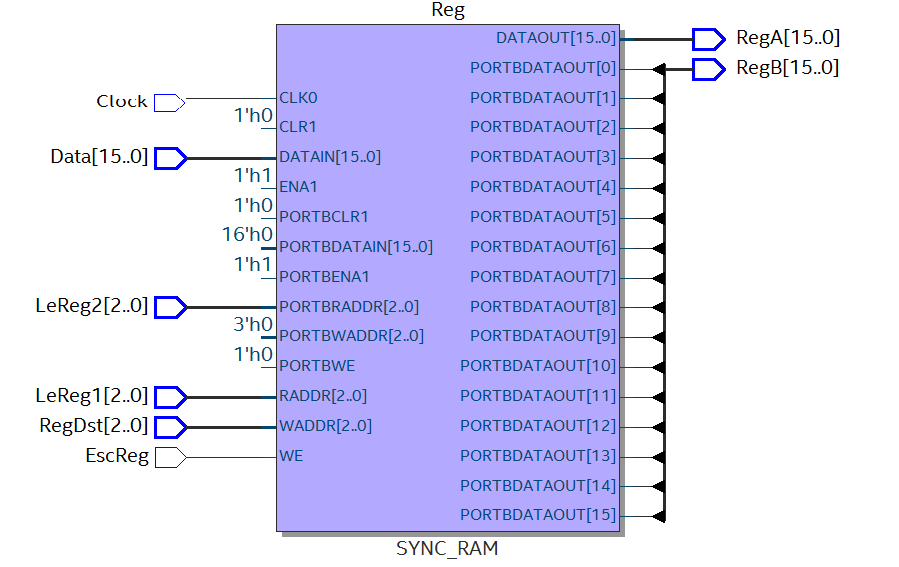 Reg
DATAOUT[15..0] RegA[15..0]
PORTBDATAOUT[0] RegB[15..0]
Clock CLK0 PORTBDATAOUT[1]
1'h0 CLR1 PORTBDATAOUT[2]
Data[15..0] DATAIN[15..0] PORTBDATAOUT[3]
1'h1 ENA1 PORTBDATAOUT[4]
1'h0 PORTBCLR1 PORTBDATAOUT[5]
16'h0 PORTBDATAIN[15..0] PORTBDATAOUT[6]
1'h1 PORTBENA1 PORTBDATAOUT[7]
LeReg2[2..0] PORTBRADDR[2..0] PORTBDATAOUT[8]
3'h0 PORTBWADDR[2..0] PORTBDATAOUT[9]
1'h0 PORTBWE PORTBDATAOUT[10]
LeReg1[2..0] RADDR[2..0] PORTBDATAOUT[11]
RegDst[2..0] WADDR[2..0] PORTBDATAOUT[12]
EscReg WE PORTBDATAOUT[13]
PORTBDATAOUT[14]
PORTBDATAOUT[15]
SYNC_RAM